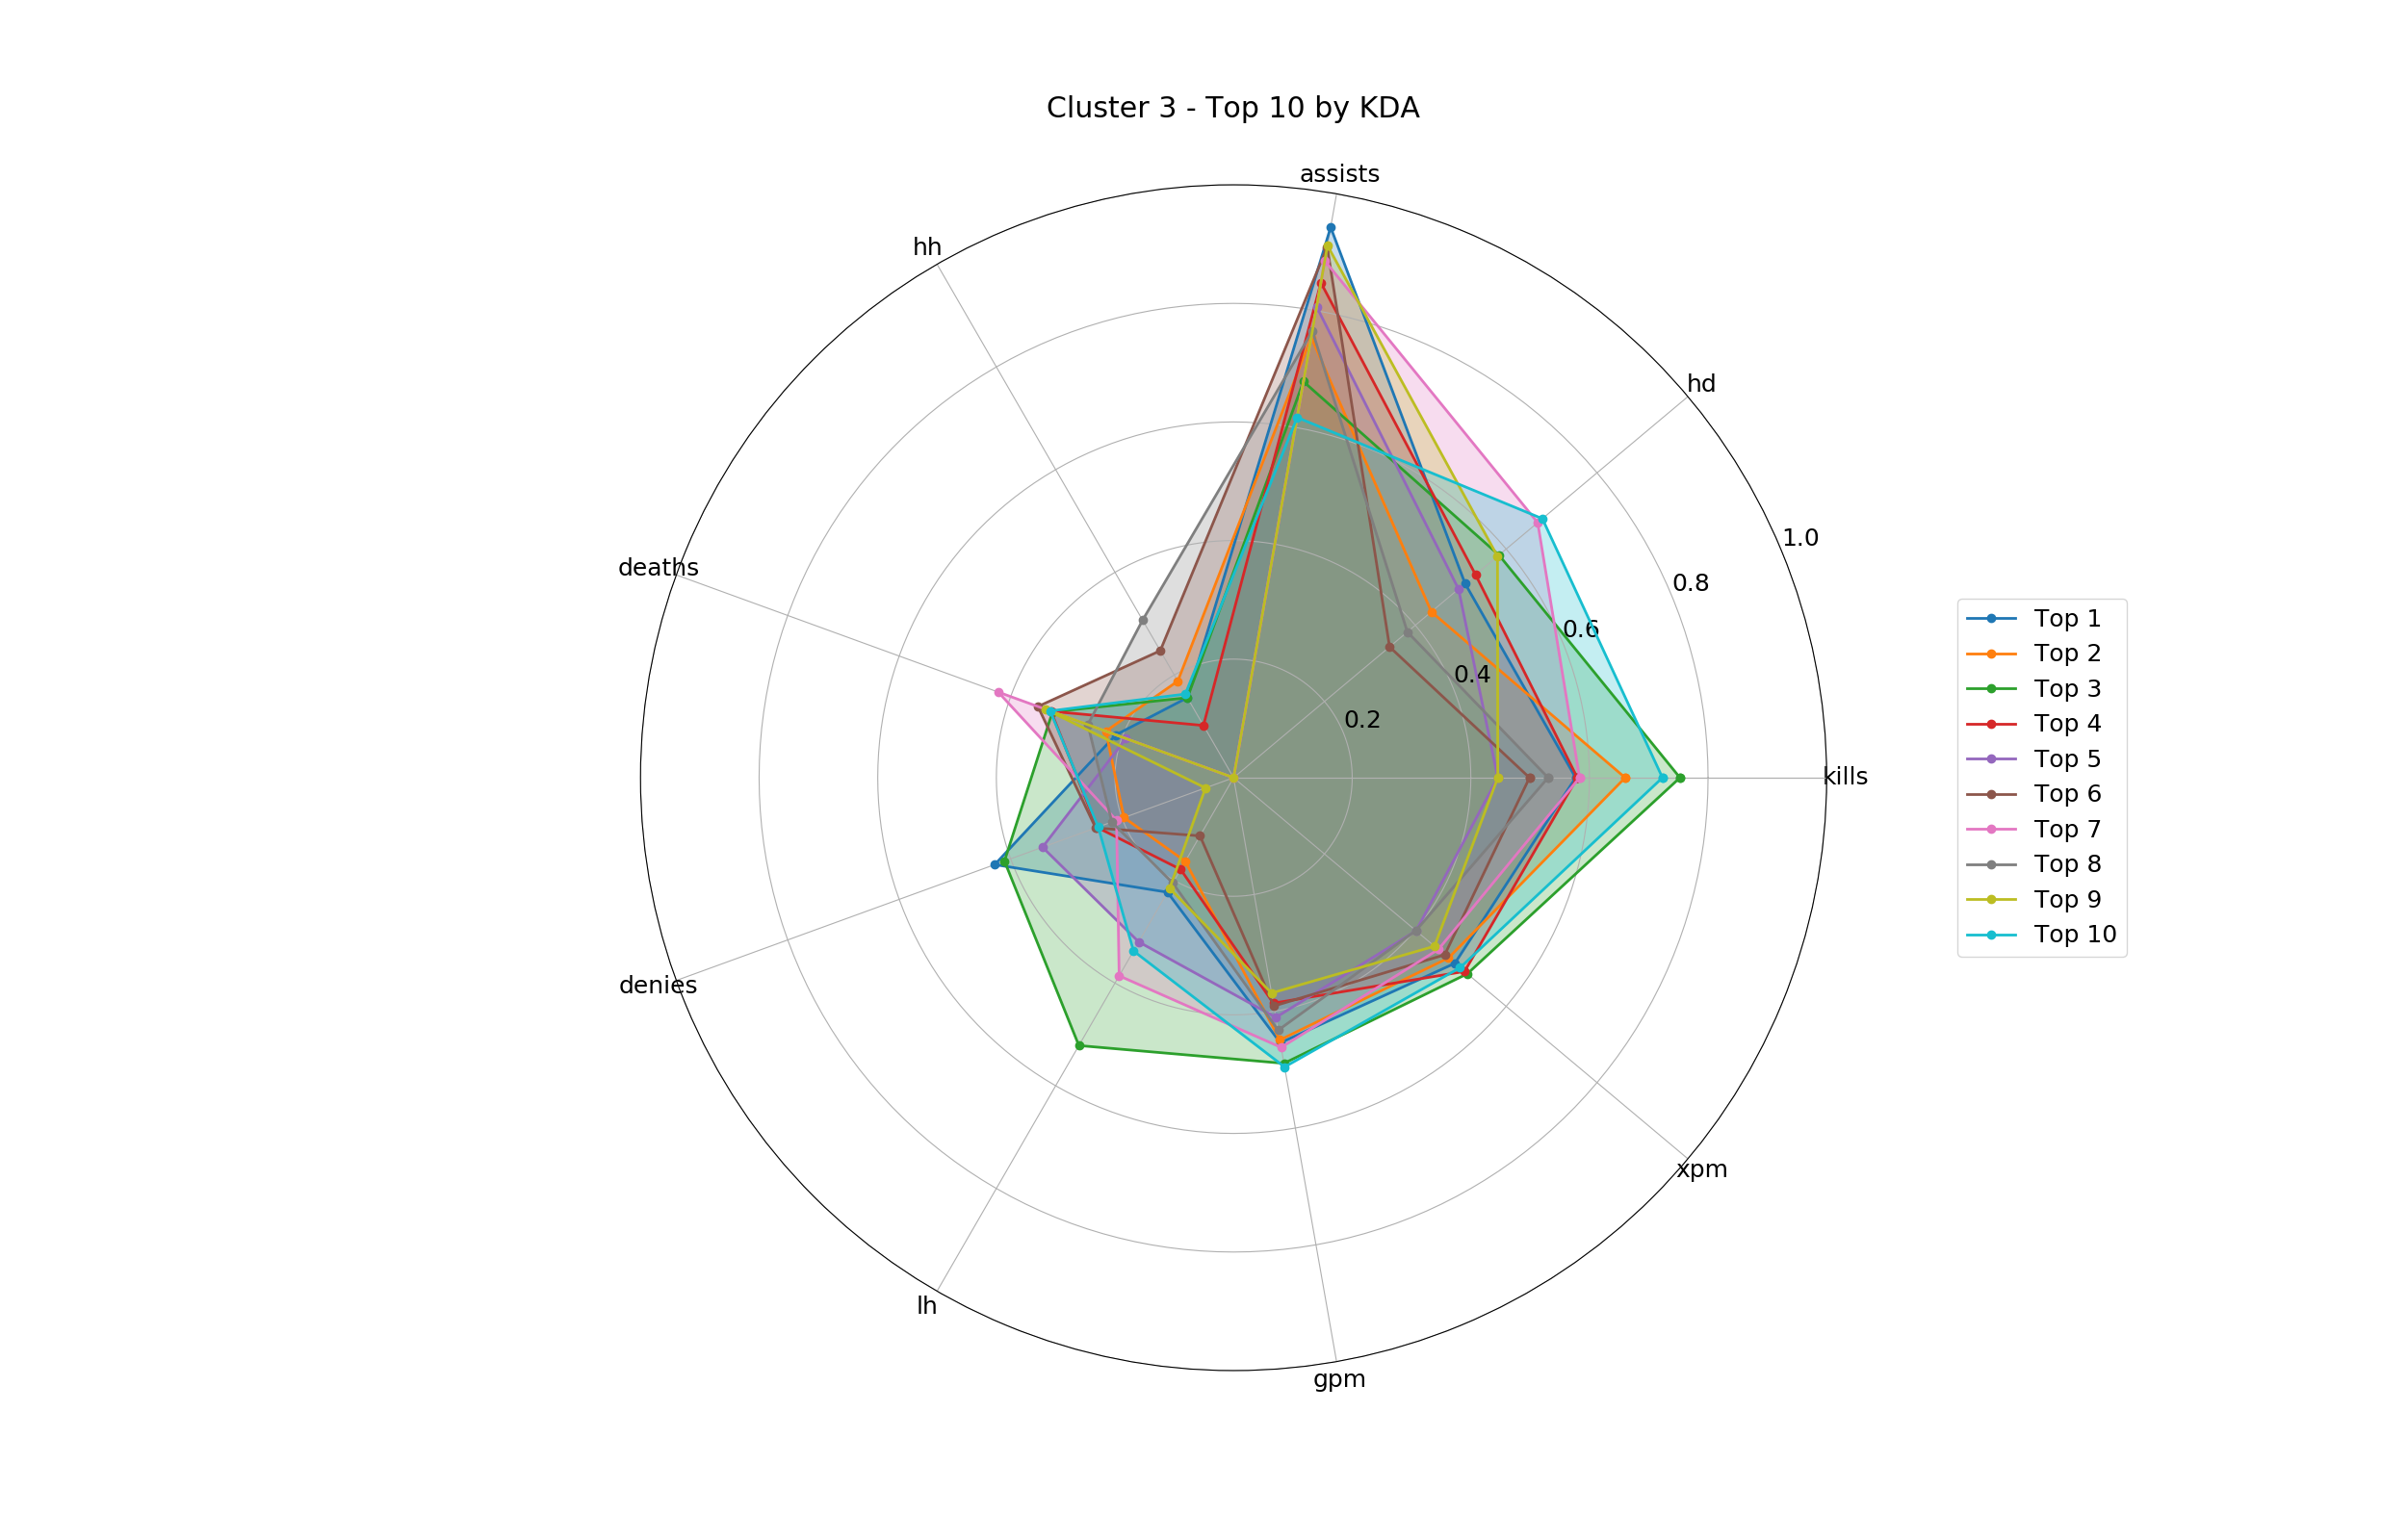 Cluster 3 - Top 10 by KDA
assists
hh
hd
1.0
deaths
0.8
0.6
0.4
0.2
kills
denies
xpm
lh
gpm
Top 1
Top 2
Top 3
Top 4
Top 5
Top 6
Top 7
Top 8
Top 9
Top 10